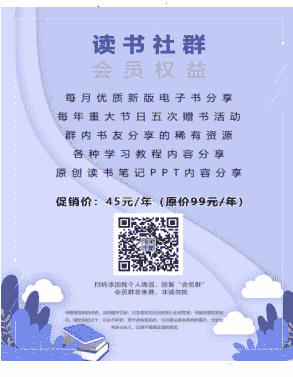 读书社群
会员权益
每月优质新版电子书分享
每年重大节日五次赠书活动
群内书友分享的稀有资源
各种学习教程内容分享
原创读书笔记PPT内容分享
促销价：45元/年（原价99元/年）
扫码添加我个人微信，回复“会员群”
会员群非免费，非诚勿扰